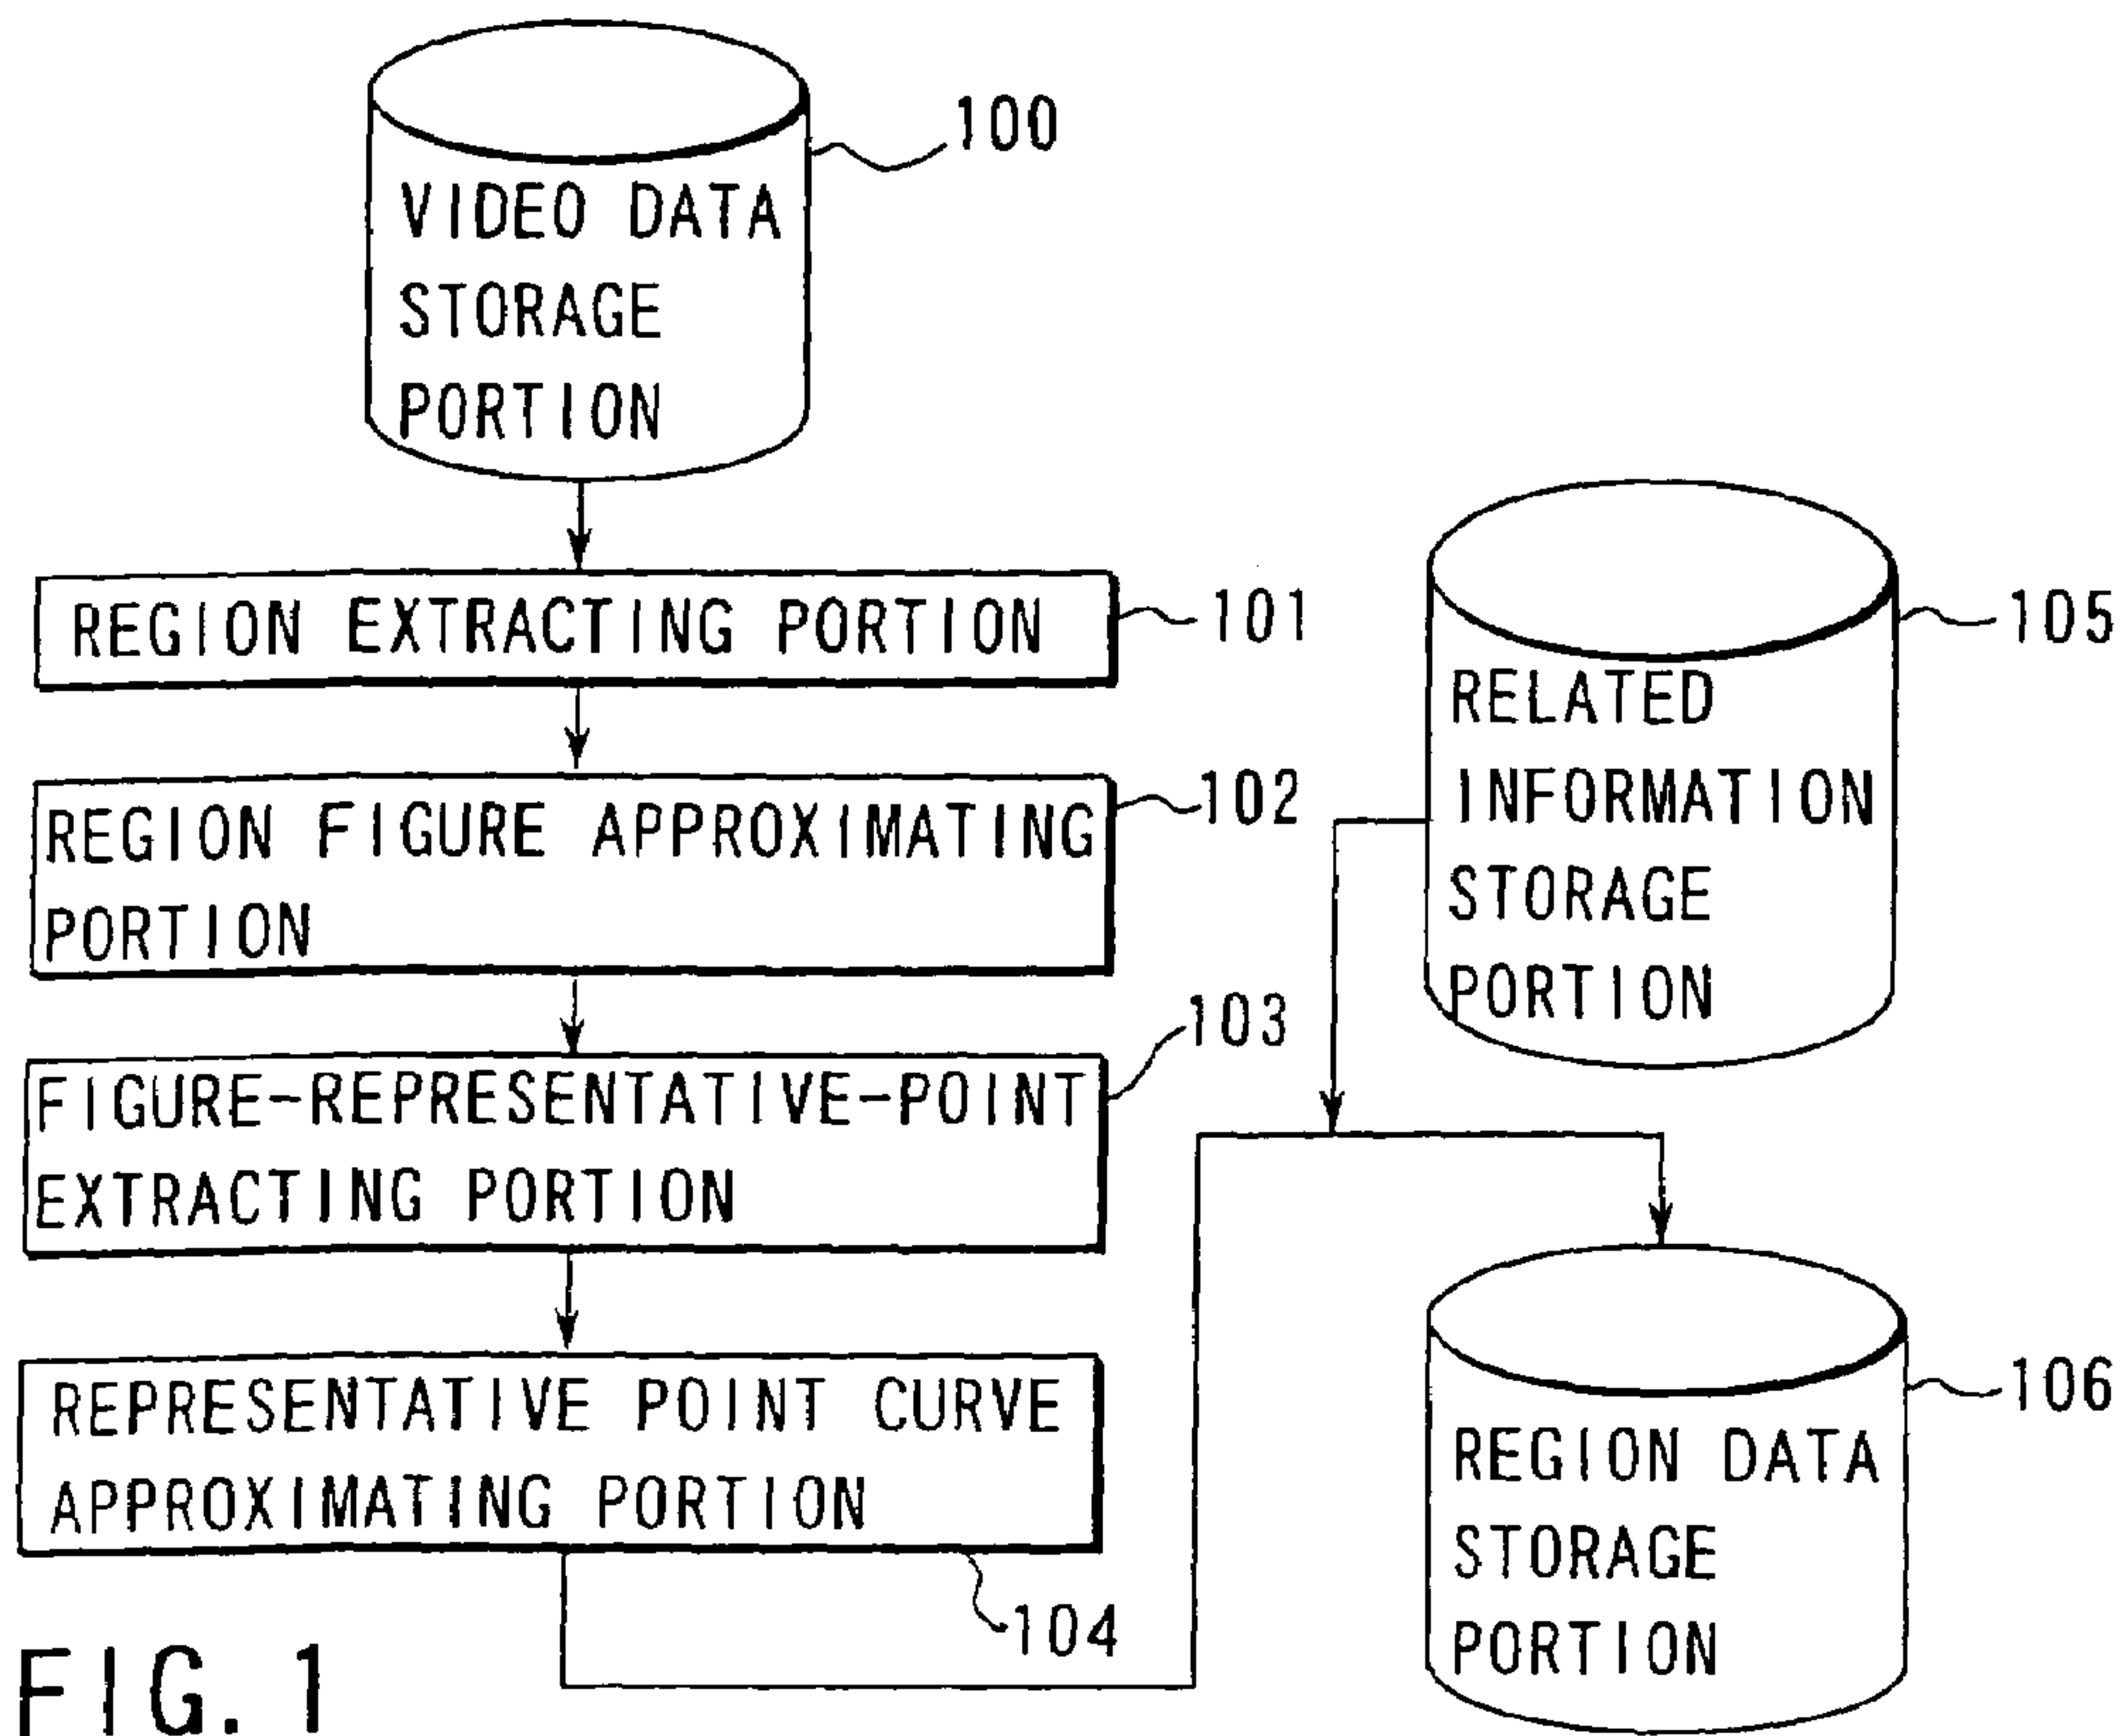 100
VIDEO DATA
STORAGE
PORTION
REGION EXTRACTING PORTION
101
REGION FIGURE APPROXIMATING
PORTION
102
FIGURE-REPRESENTATIVE-POINT
EXTRACTING PORTION
103
REPRESENTATIVE POINT CURVE
APPROXIMATING PORTION
104
RELATED
INFORMATION
STORAGE
PORTION
105
REGION DATA
STORAGE
PORTION
106
FIG. 1